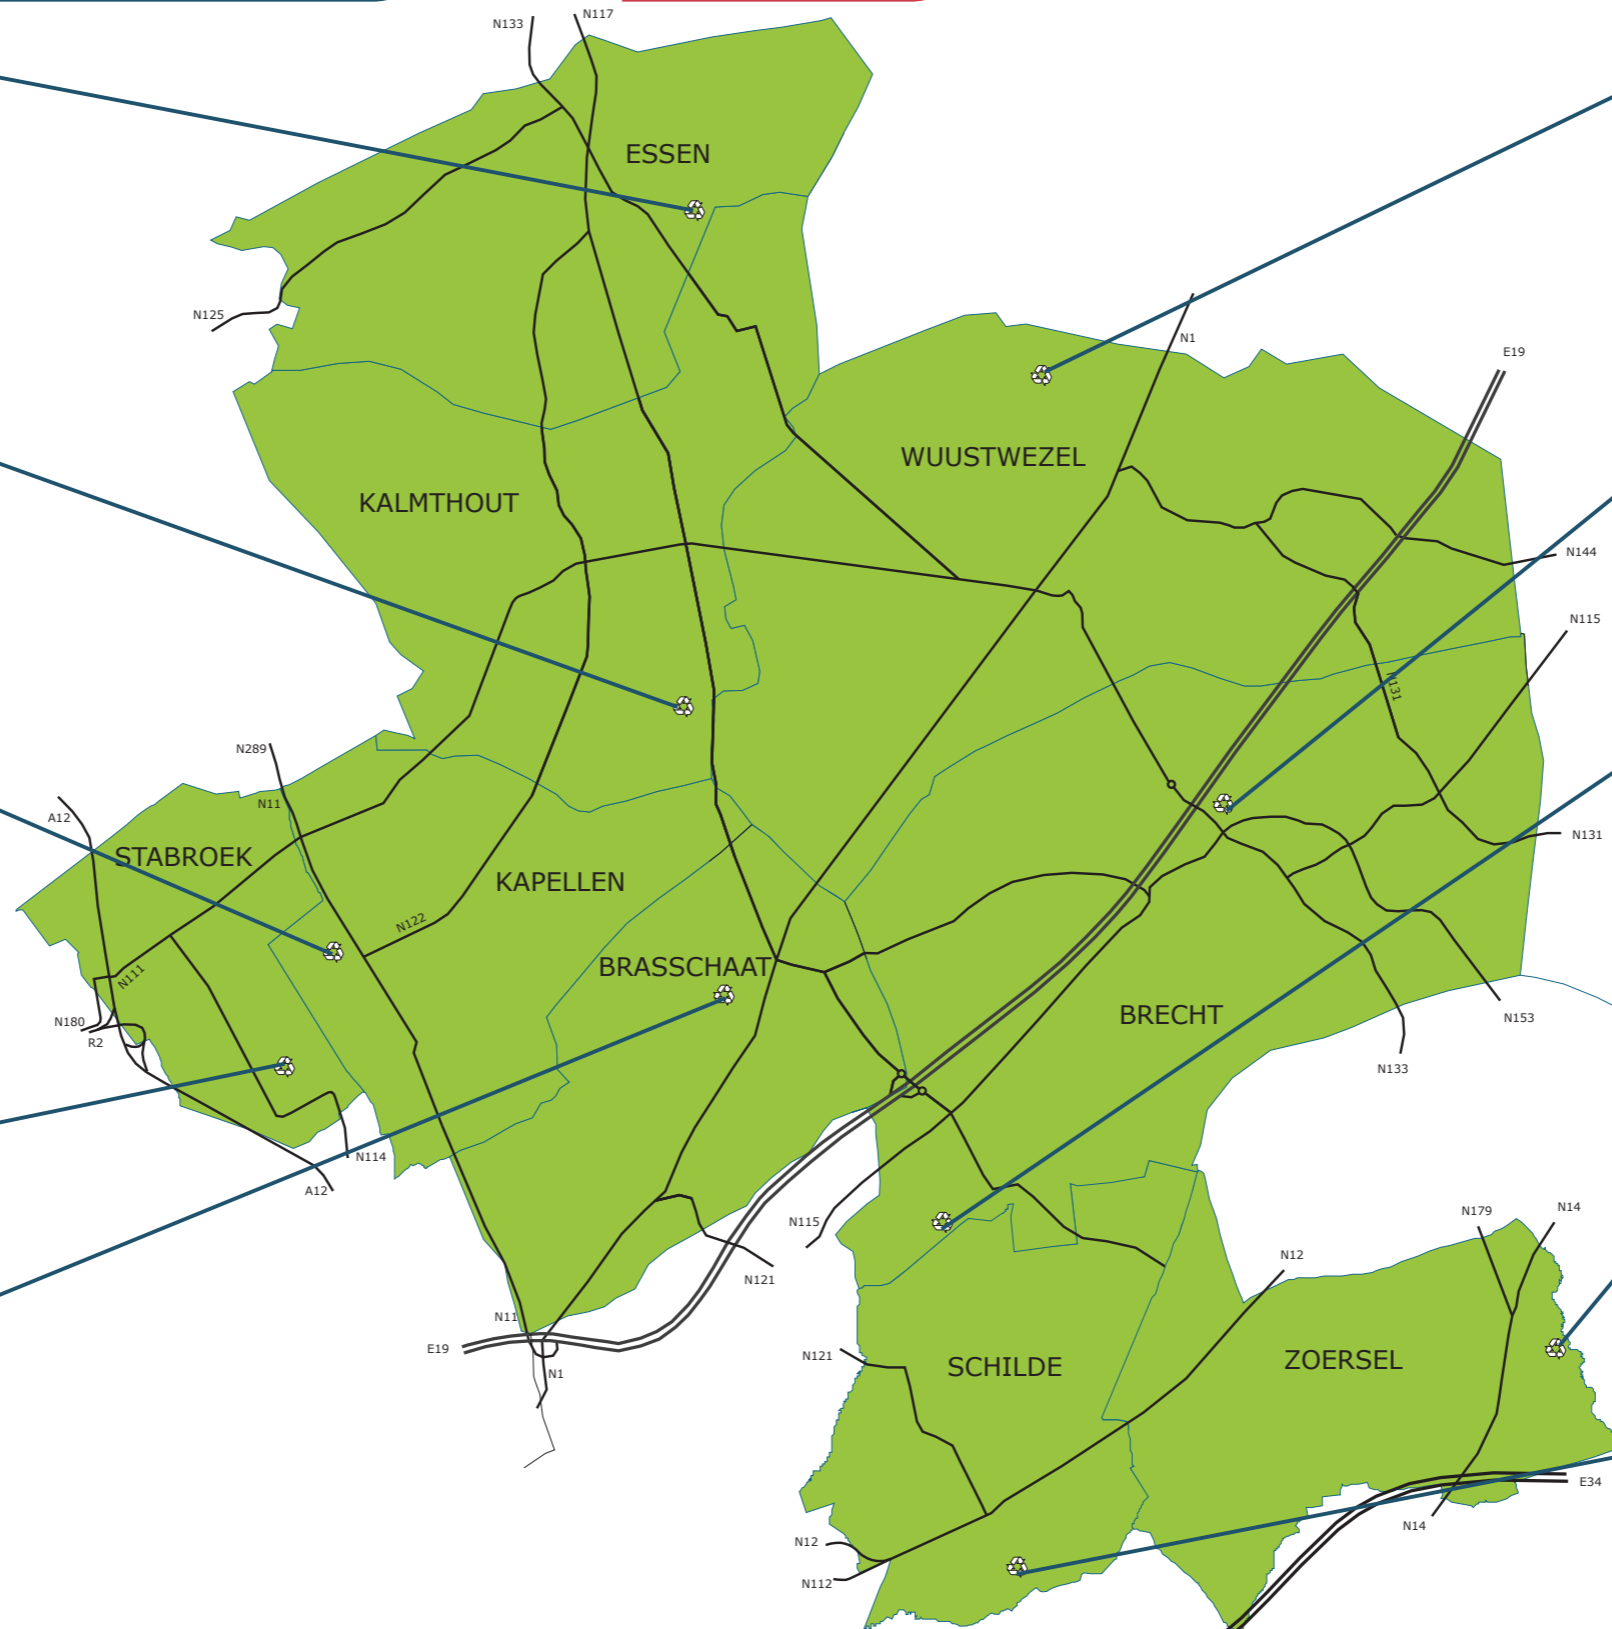 N133
N117
ESSEN
N125
N1
E19
WUUSTWEZEL
KALMTHOUT
N144
N115
N131
N289
N11
A12
N131
STABROEK
KAPELLEN
N122
BRASSCHAAT
N111
BRECHT
N180
R2
N153
N133
N114
A12
N115
N179
N14
N12
N121
N11
E19
N121
SCHILDE
ZOERSEL
N1
E34
N14
N12
N112